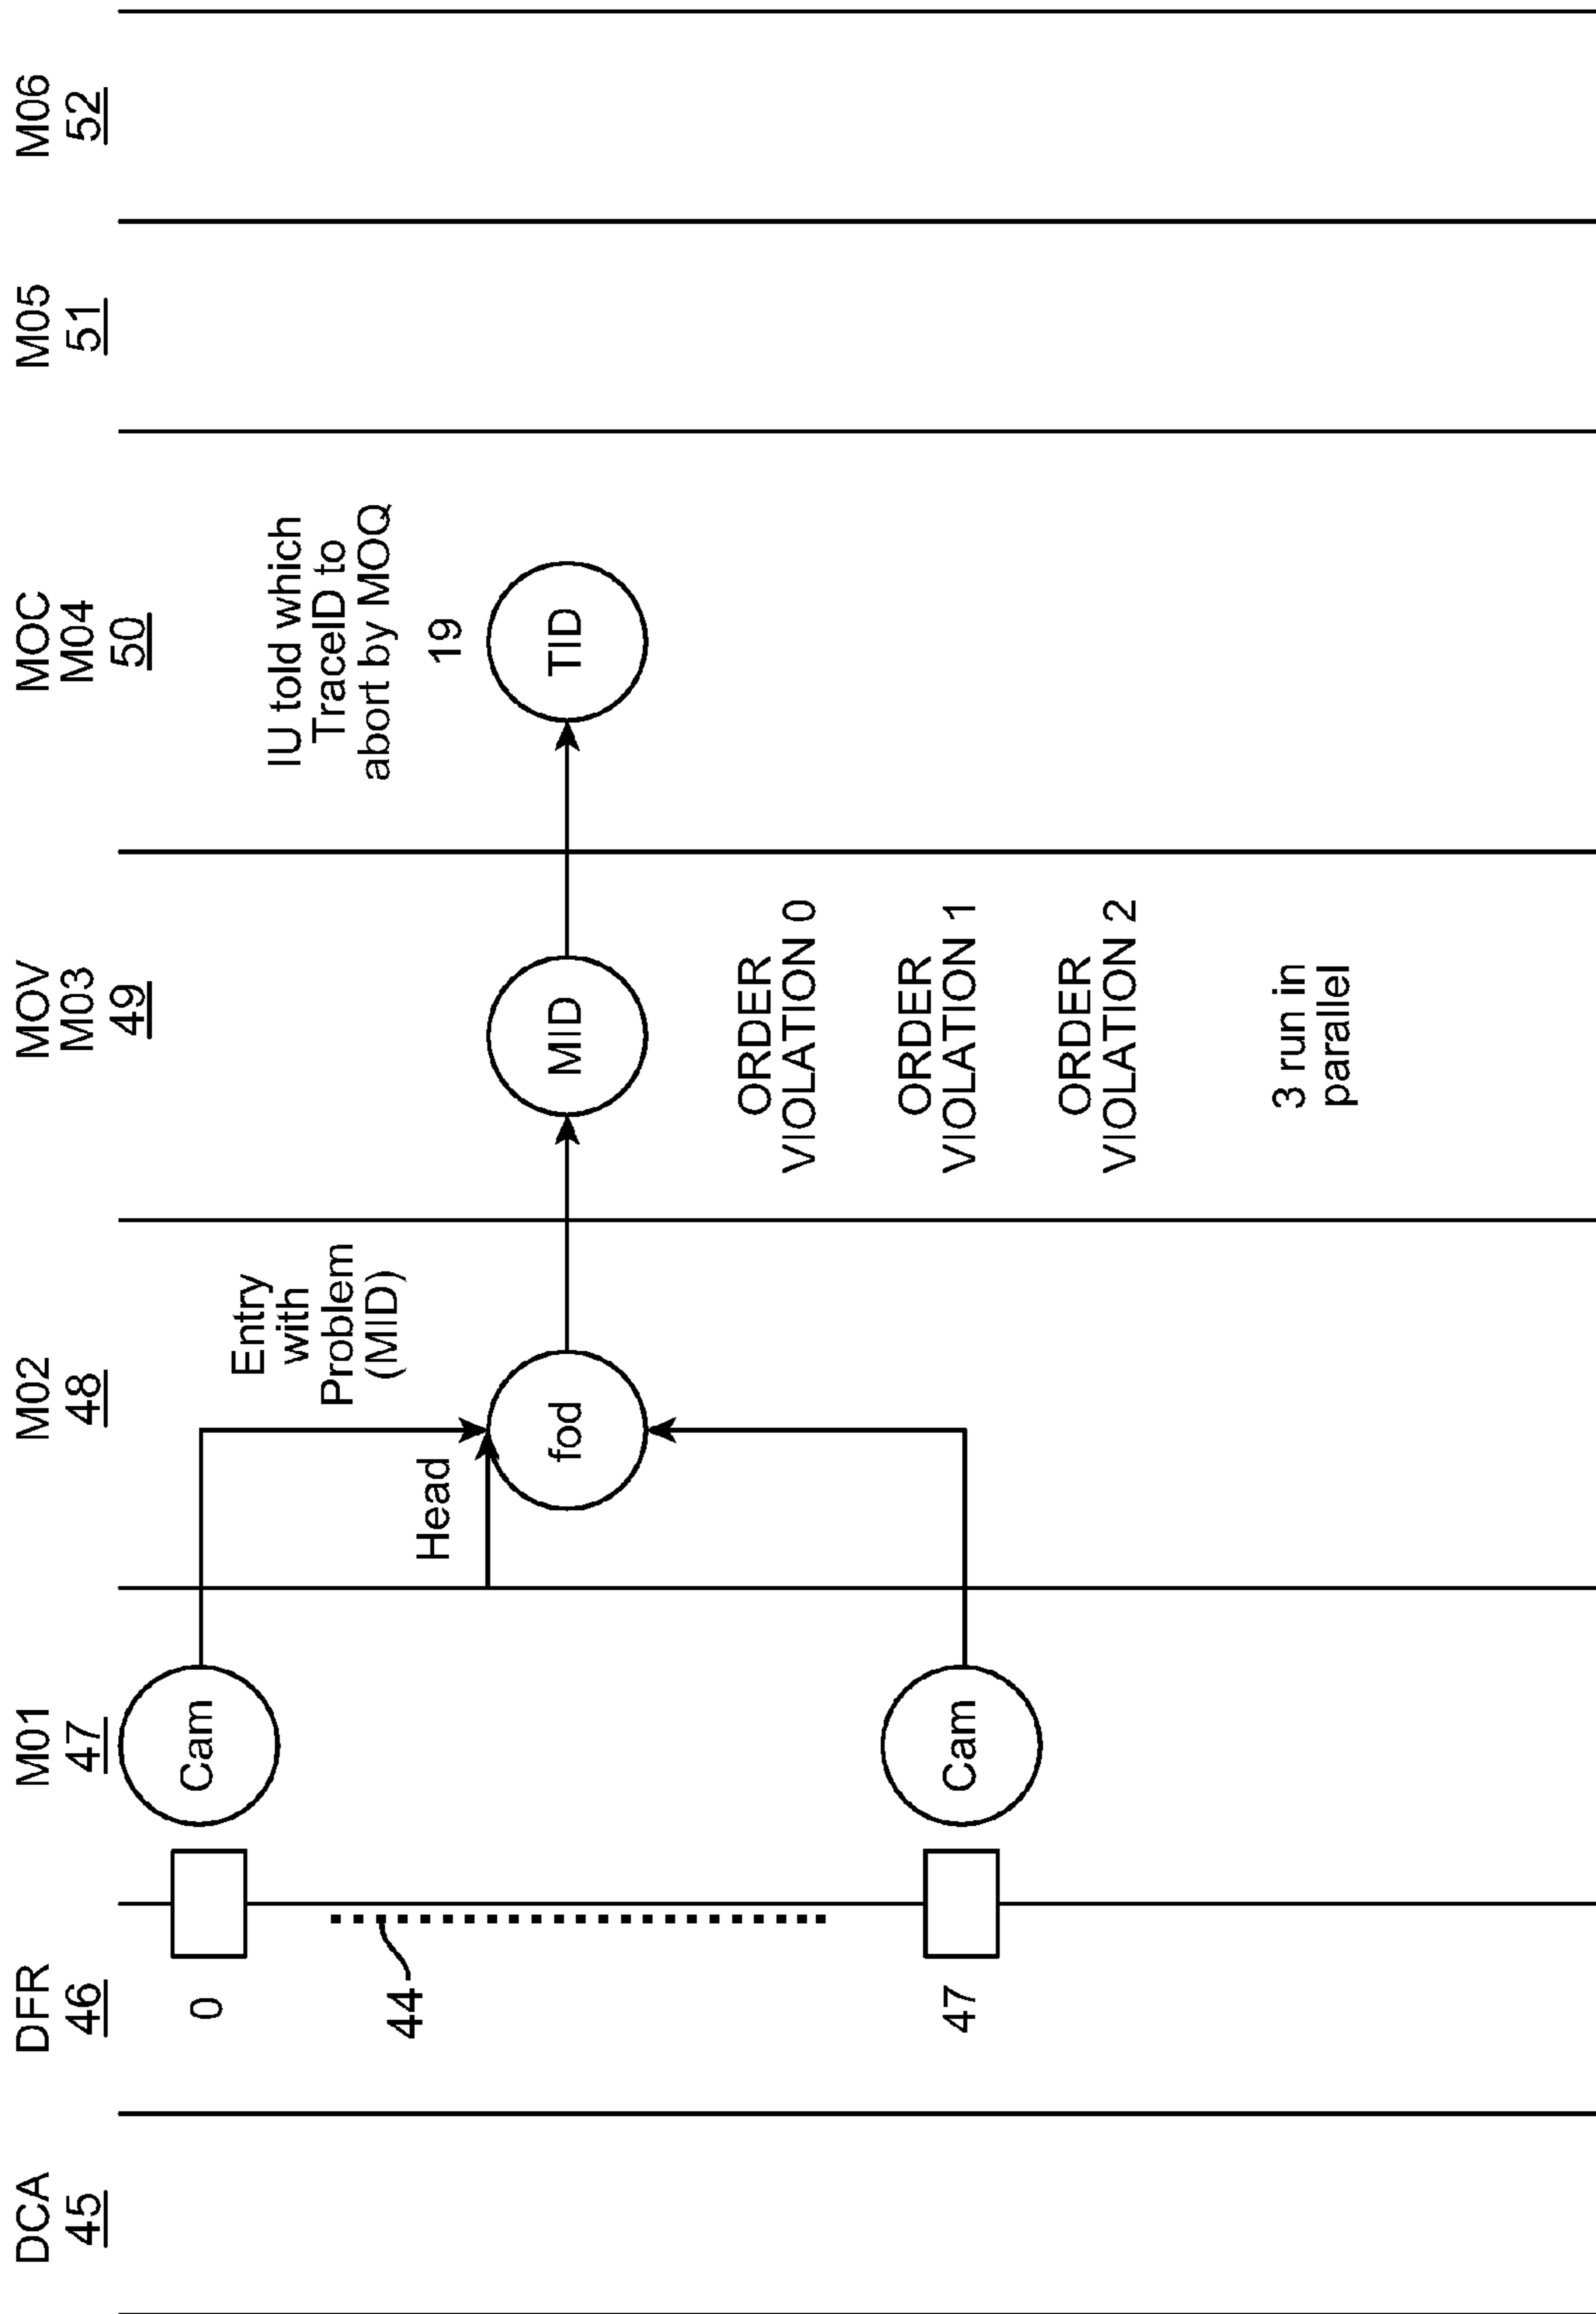 DCA
45
DFR
46
M01
47
M02
48
MOV
M03
49
MOC
M04
50
M05
51
M06
52
0
44
47
Cam
Cam
Entry
with
Problem
(MID)
Head
fod
MID
ORDER
VIOLATION 0
ORDER
VIOLATION 1
ORDER
VIOLATION 2
3 run in
parallel
IU told which
TraceID to
abort by MOQ
19
TID